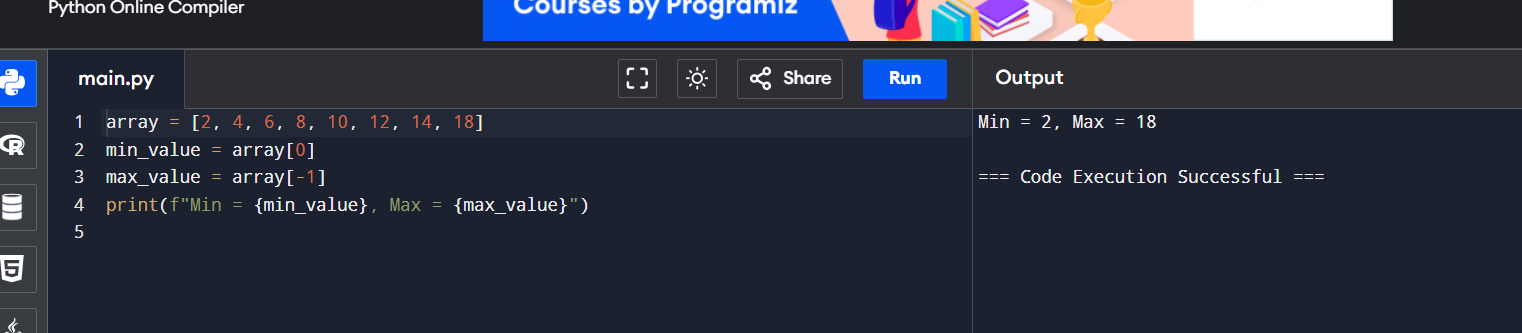 Python Online Compiler
Courses by Programiz
main.py
Share
Run
Output
1 array = [2, 4, 6, 8, 10, 12, 14, 18]
2 min_value = array[0]
3 max_value = array[-1]
4 print(f"Min = {min_value}, Max = {max_value}")
5
Min = 2, Max = 18
=== Code Execution Successful ===
R
5